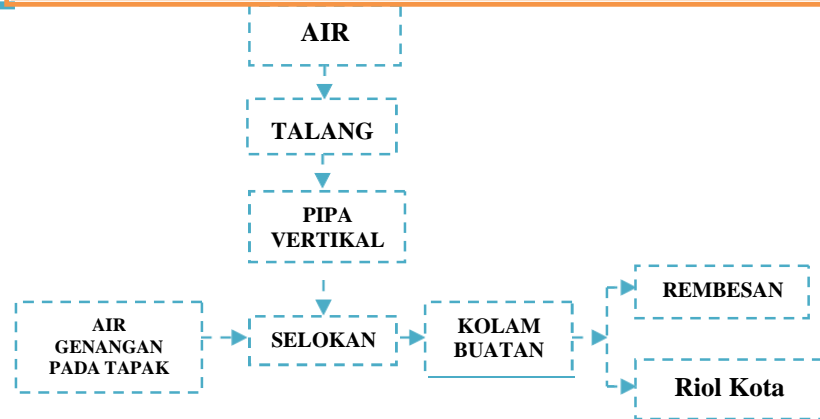 AIR
TALANG
PIPA
VERTIKAL
AIR
GENANGAN
PADA TAPAK
SELOKAN
KOLAM
BUATAN
REMBESAN
Riol Kota